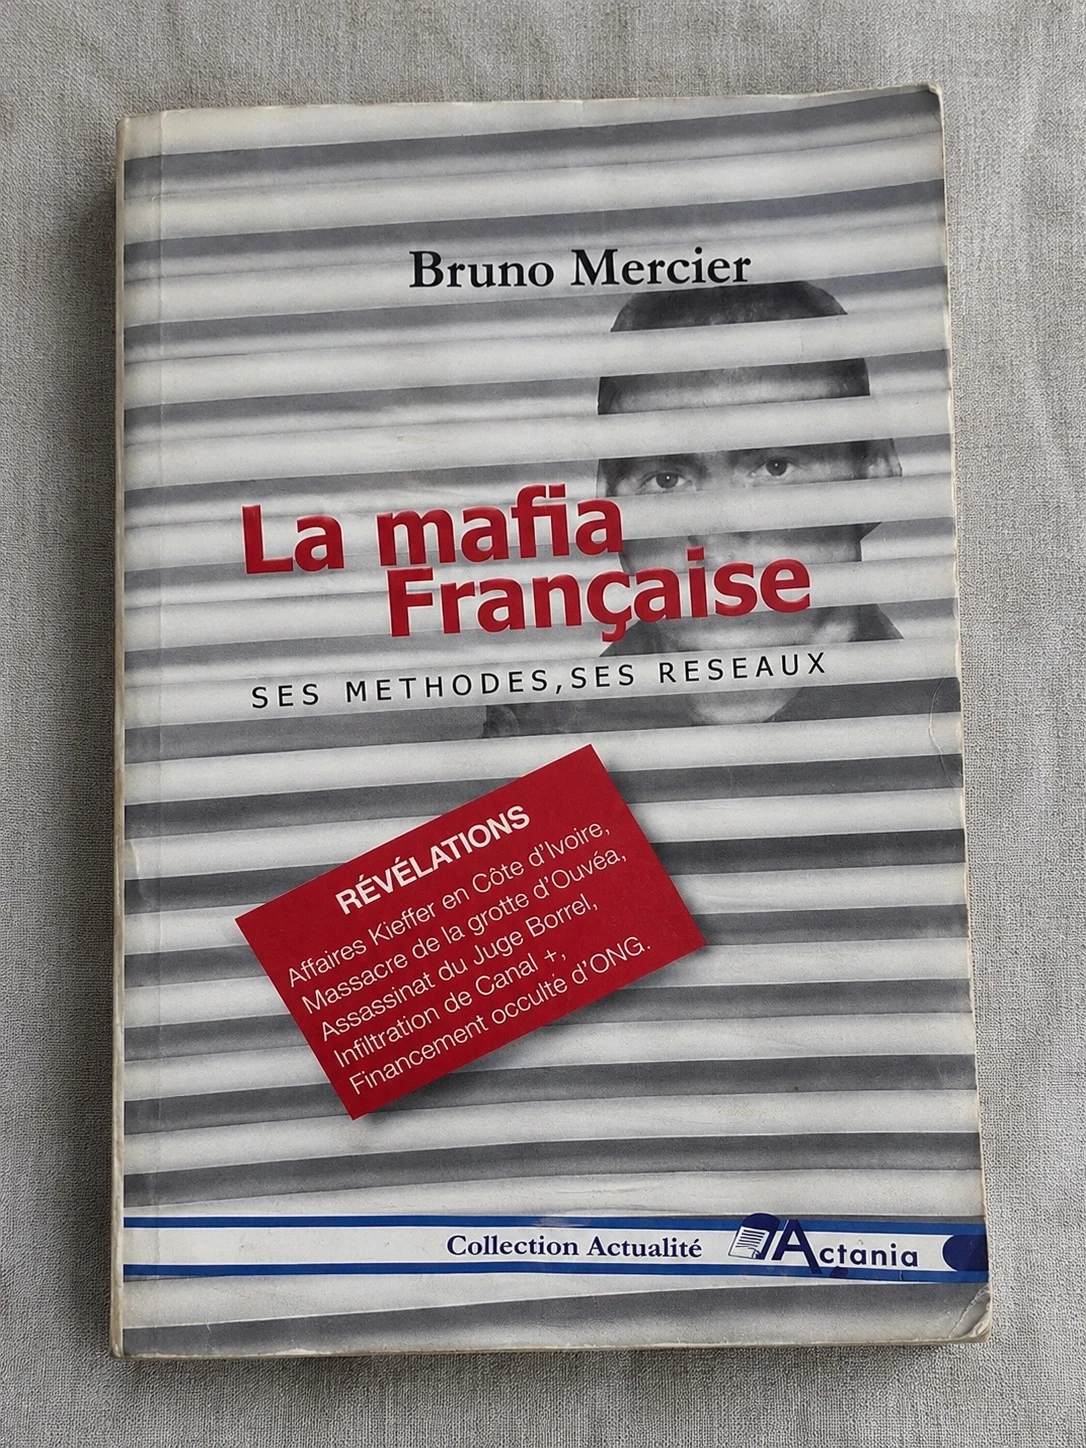 Bruno Mercier
La mafia
Française
SES METHODES, SES RESEAUX
RÉVÉLATIONS
Affaires Kieffer en Côte d'Ivoire,
Massacre de la grotte d'Ouvéa,
Assassinat du Juge Borrel,
Infiltration de Canal +,
Financement occulte d'ONG.
Collection Actualité
Actania